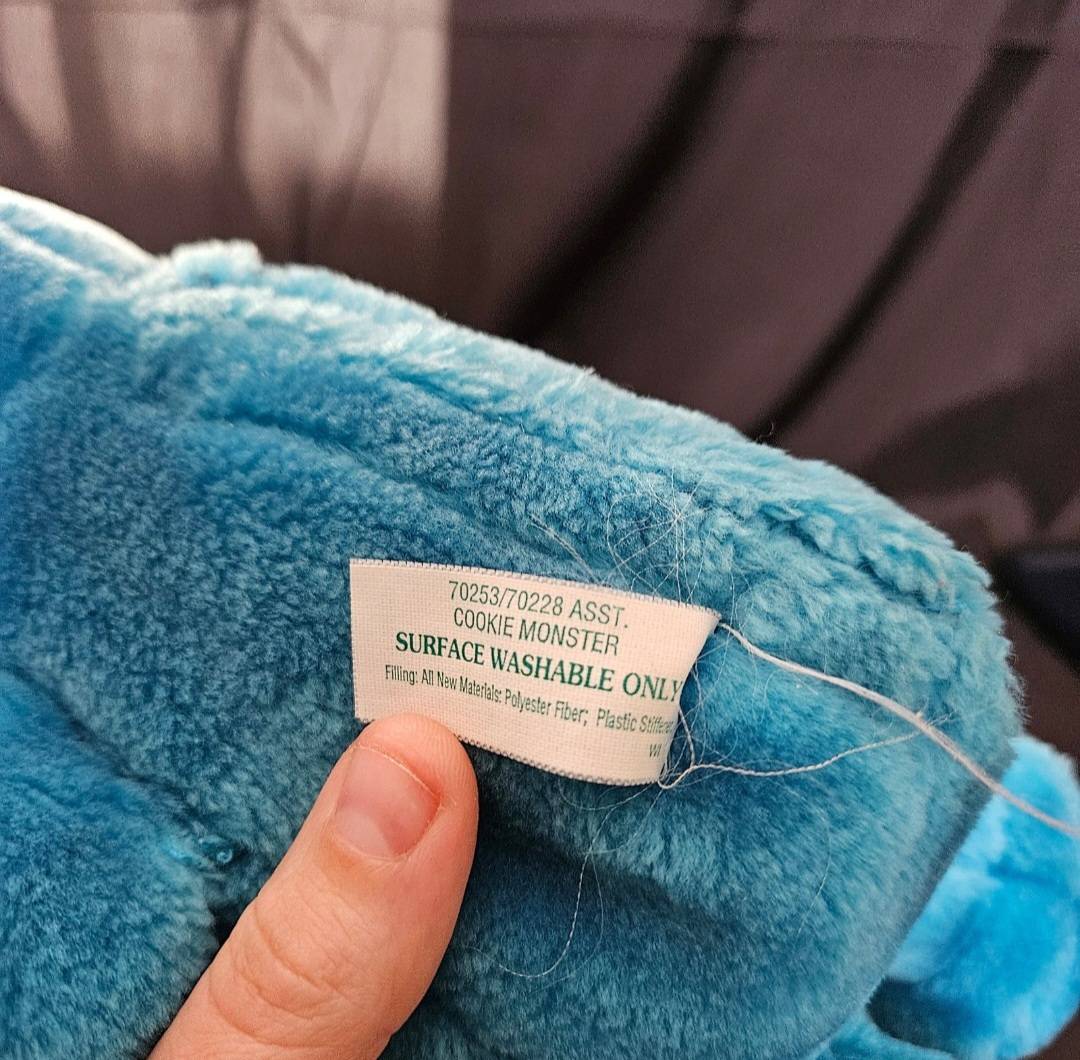 70253/70228 ASST.
COOKIE MONSTER
SURFACE WASHABLE ONLY
Filling: All New Materials: Polyester Fiber; Plastic